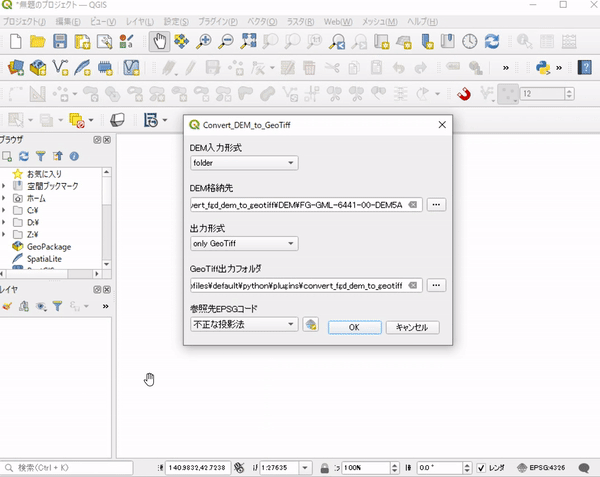 *無題のプロジェクト — QGIS
プロジェクト(J) 編集(E) ビュー(V) レイヤ(L) 設定(S) プラグイン(P) ベクタ(O) ラスタ(R) Web(W) メッシュ(M) ヘルプ(H)
»
12
Convert_DEM_to_GeoTiff
DEM入力形式
folder
DEM格納先
vert_fgd_dem_to_geotiff¥DEM¥FG-GML-6441-00-DEM5A
...
出力形式
only GeoTiff
GeoTiff出力フォルダ
ofiles¥default¥python¥plugins¥convert_fgd_dem_to_geotiff
...
参照先EPSGコード
不正な投影法
OK
キャンセル
ブラウザ
お気に入り
空間ブックマーク
ホーム
C:¥
D:¥
Z:¥
GeoPackage
SpatiaLite
レイヤ
»
検索(Ctrl + K)
140.9832,42.7238
1:27635
100%
0.0 °
レンダ
EPSG:4326